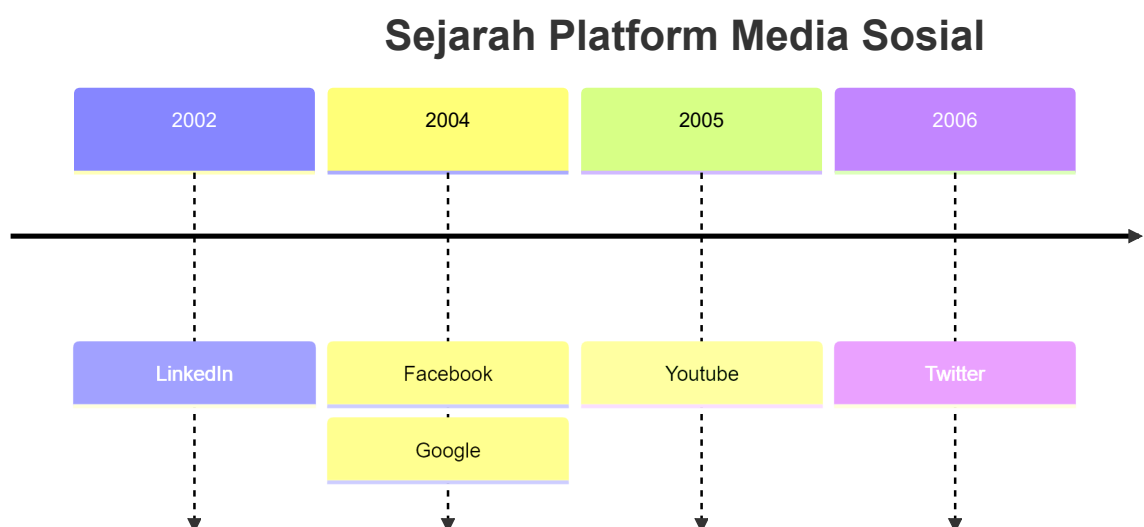 Sejarah Platform Media Sosial
2002
2004
2005
2006
LinkedIn
Facebook
Youtube
Twitter
Google